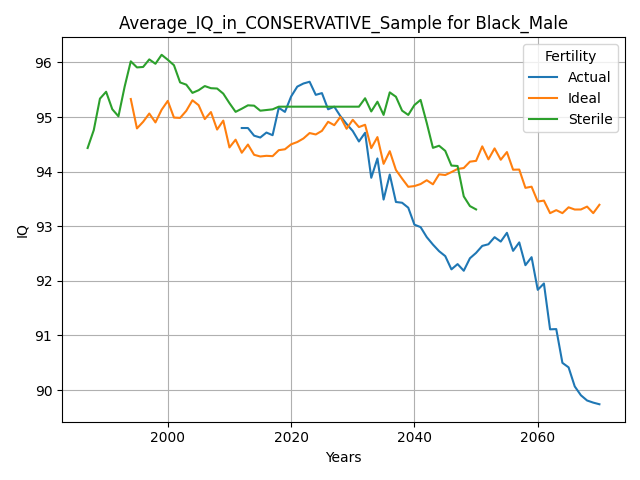 Average_IQ_in_CONSERVATIVE_Sample for Black_Male
Fertility
Actual
Ideal
Sterile
IQ
96
95
94
93
92
91
90
2000 2020 2040 2060
Years